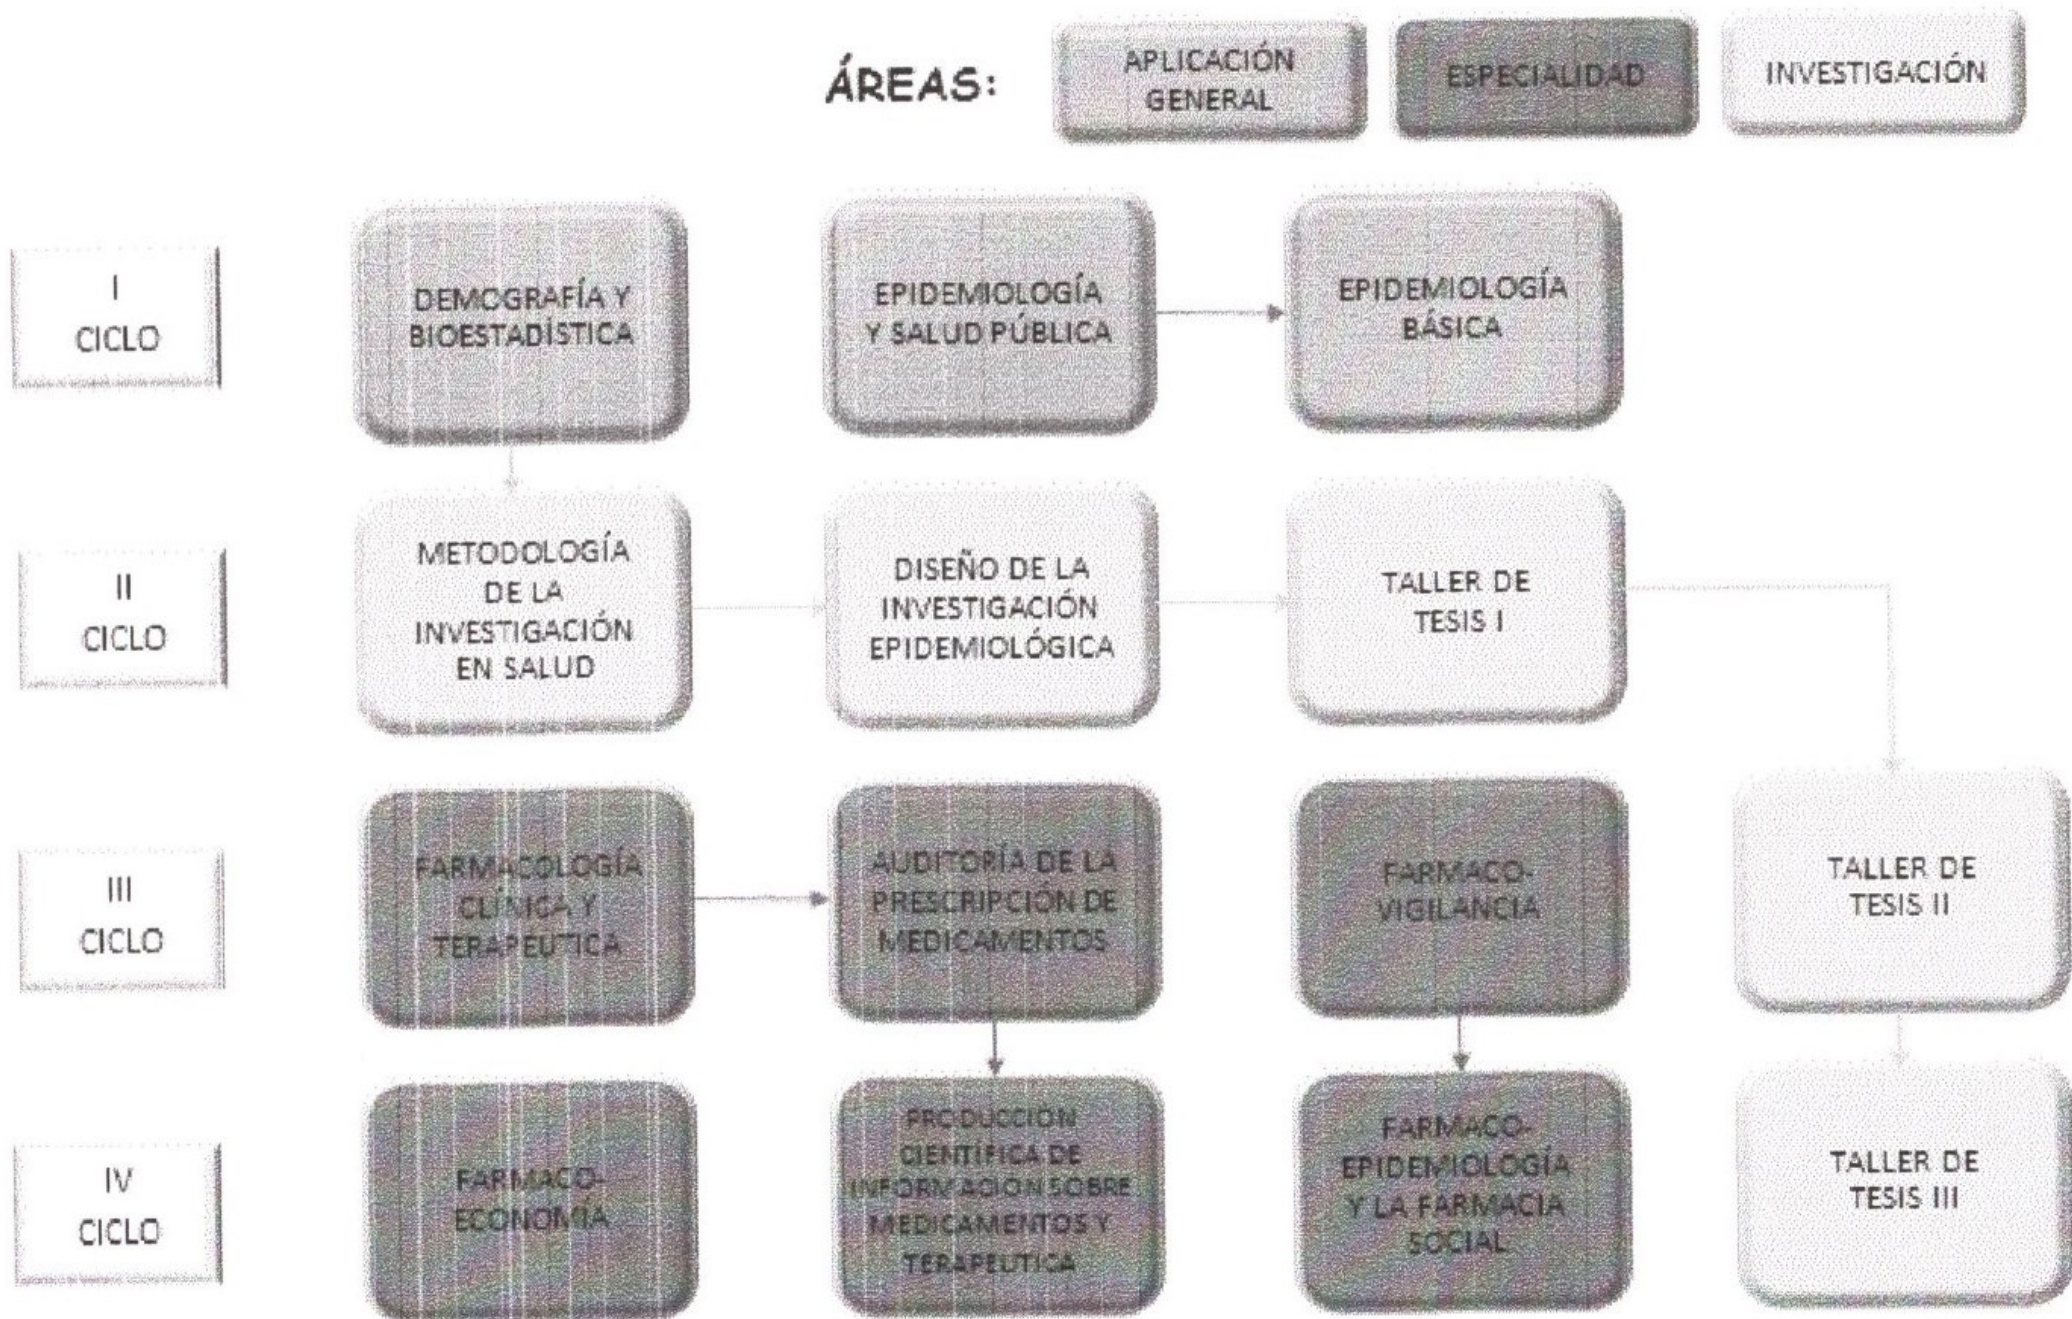 ÁREAS:
APLICACIÓN
GENERAL
ESPECIALIDAD
INVESTIGACIÓN
I
CICLO
DEMOGRAFÍA Y
BIOESTADÍSTICA
EPIDEMIOLOGÍA
Y SALUD PÚBLICA
EPIDEMIOLOGÍA
BÁSICA
II
CICLO
METODOLOGÍA
DE LA
INVESTIGACIÓN
EN SALUD
DISEÑO DE LA
INVESTIGACIÓN
EPIDEMIOLÓGICA
TALLER DE
TESIS I
III
CICLO
FARMACOLOGÍA
CLÍNICA Y
TERAPEUTICA
AUDITORÍA DE LA
PRESCRIPCIÓN DE
MEDICAMENTOS
FARMACO-
VIGILANCIA
TALLER DE
TESIS II
IV
CICLO
FARMACO-
ECONOMÍA
PRODUCCIÓN
CIENTÍFICA DE
INFORMACIÓN SOBRE
MEDICAMENTOS Y
TERAPEUTICA
FARMACO-
EPIDEMIOLOGÍA
Y LA FARMACIA
SOCIAL
TALLER DE
TESIS III